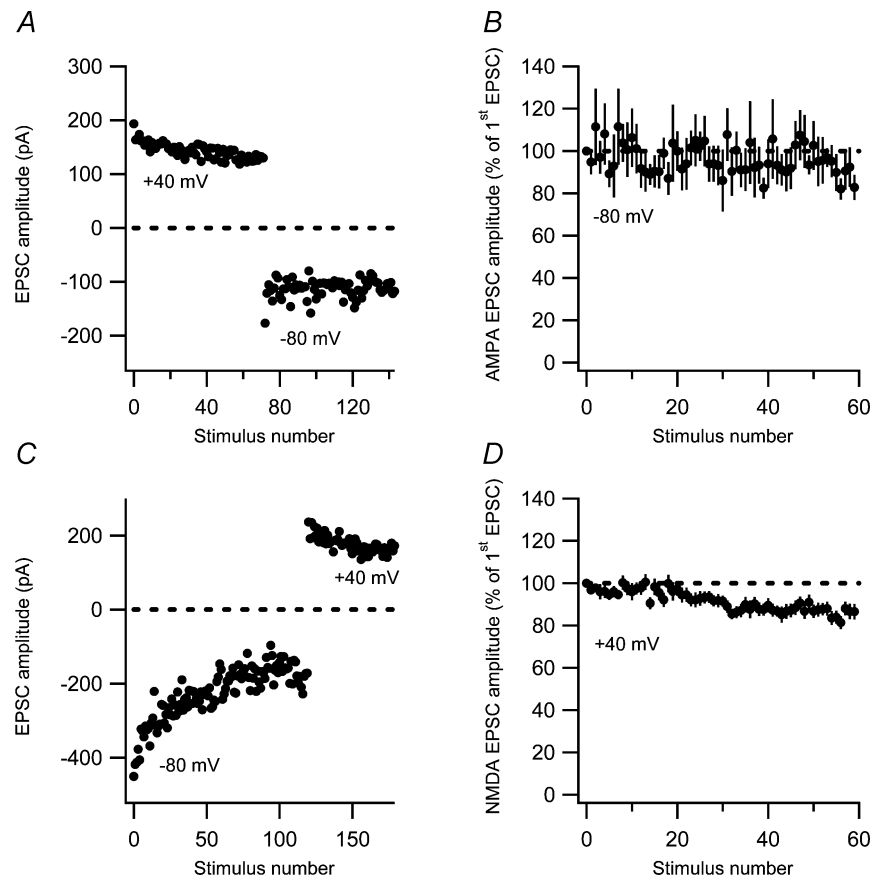 A
300
200
100
0
-100
-200
EPSC amplitude (pA)
+40 mV
-80 mV
0 40 80 120
Stimulus number
B
140
120
100
80
60
40
20
0
AMPA EPSC amplitude (% of 1st EPSC)
-80 mV
0 20 40 60
Stimulus number
C
200
0
-200
-400
EPSC amplitude (pA)
+40 mV
-80 mV
0 50 100 150
Stimulus number
D
140
120
100
80
60
40
20
0
NMDA EPSC amplitude (% of 1st EPSC)
+40 mV
0 20 40 60
Stimulus number